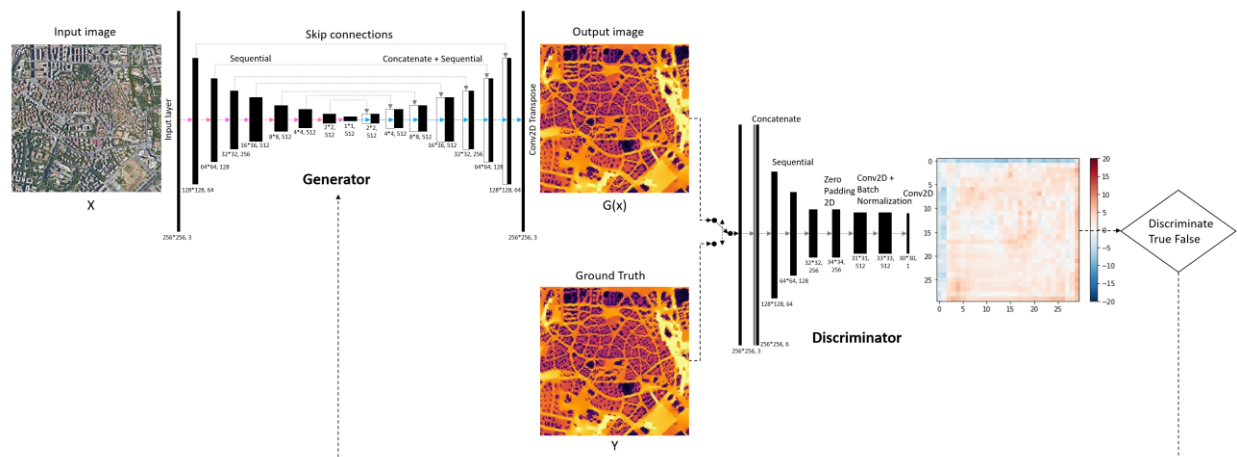 Input image
X
Input layer
128*128, 64
64*64, 128
32*32, 256
16*16, 512
8*8, 512
4*4, 512
2*2, 512
1*1, 512
2*2, 512
4*4, 512
8*8, 512
16*16, 512
32*32, 256
64*64, 128
128*128, 64
256*256, 3
256*256, 3
Skip connections
Sequential
Concatenate + Sequential
Generator
Conv2D Transpose
Output image
G(x)
Ground Truth
Y
Concatenate
Sequential
Zero
Padding
2D
Conv2D +
Batch
Normalization
Conv2D
256*256, 3
256*256, 6
128*128, 64
64*64, 128
32*32,
256
34*34,
256
31*31,
512
33*33,
512
30*30,
1
Discriminator
0
5
10
15
20
25
0
5
10
15
20
25
20
15
10
5
0
−5
−10
−15
−20
Discriminate
True False